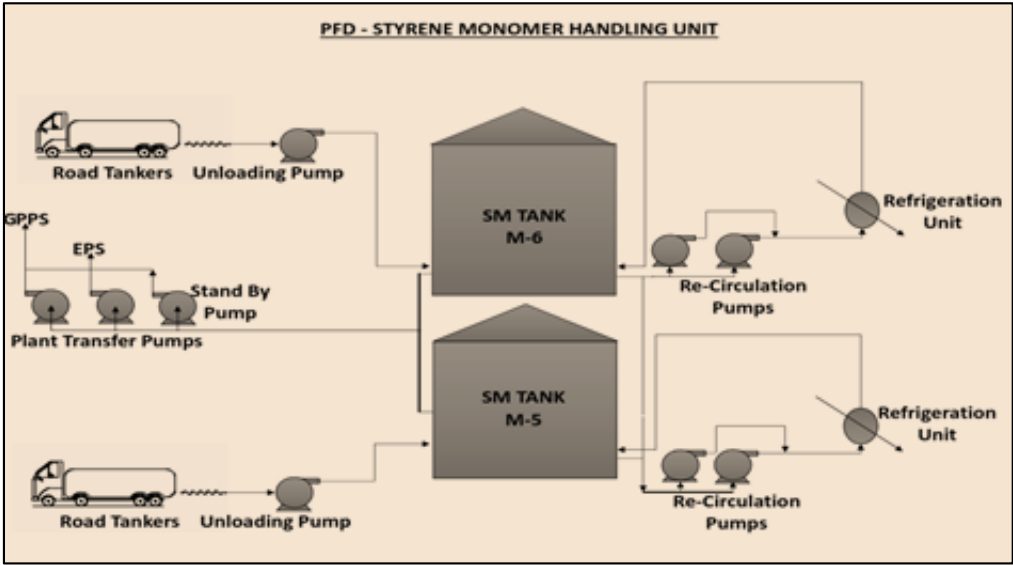 PFD - STYRENE MONOMER HANDLING UNIT
Road Tankers
Unloading Pump
SM TANK
M-6
Refrigeration
Unit
Re-Circulation
Pumps
GPPS
EPS
Stand By
Pump
Plant Transfer Pumps
SM TANK
M-5
Refrigeration
Unit
Re-Circulation
Pumps
Road Tankers
Unloading Pump